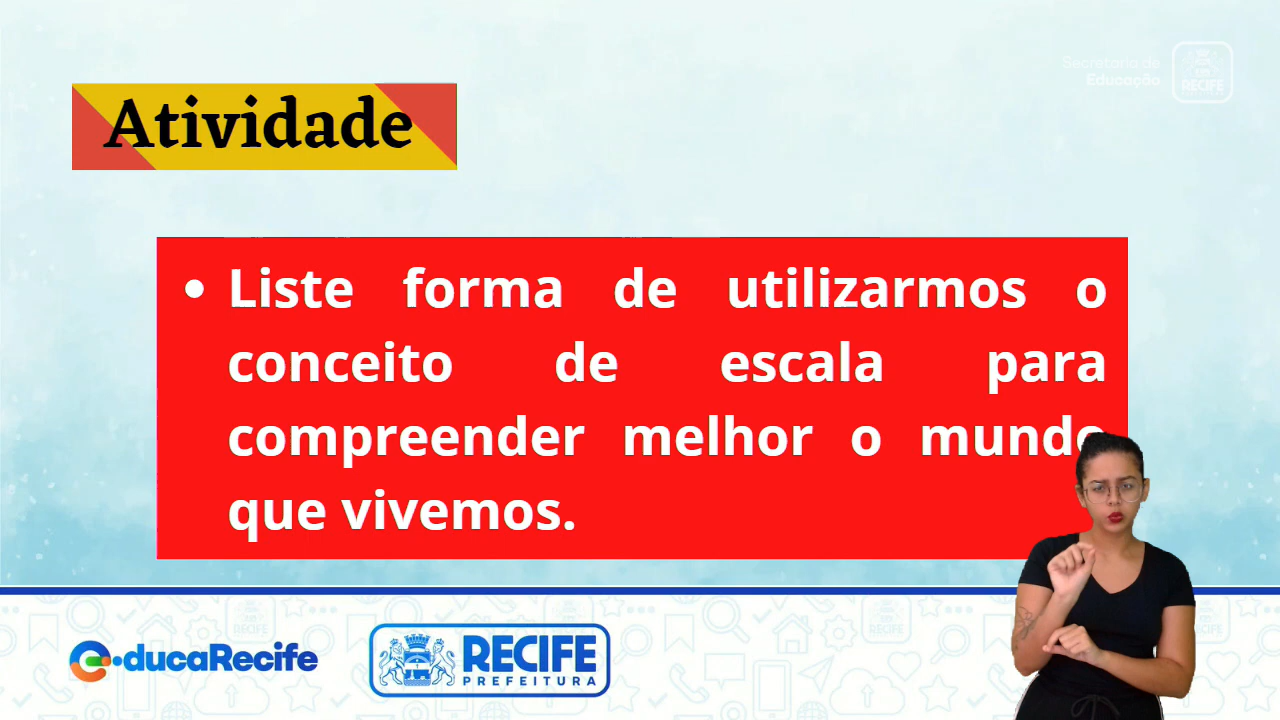 Secretaria de
Educação
RECIFE
Atividade
• Liste forma de utilizarmos o
conceito de escala para
compreender melhor o mundo
que vivemos.
ducaRecife
RECIFE
PREFEITURA